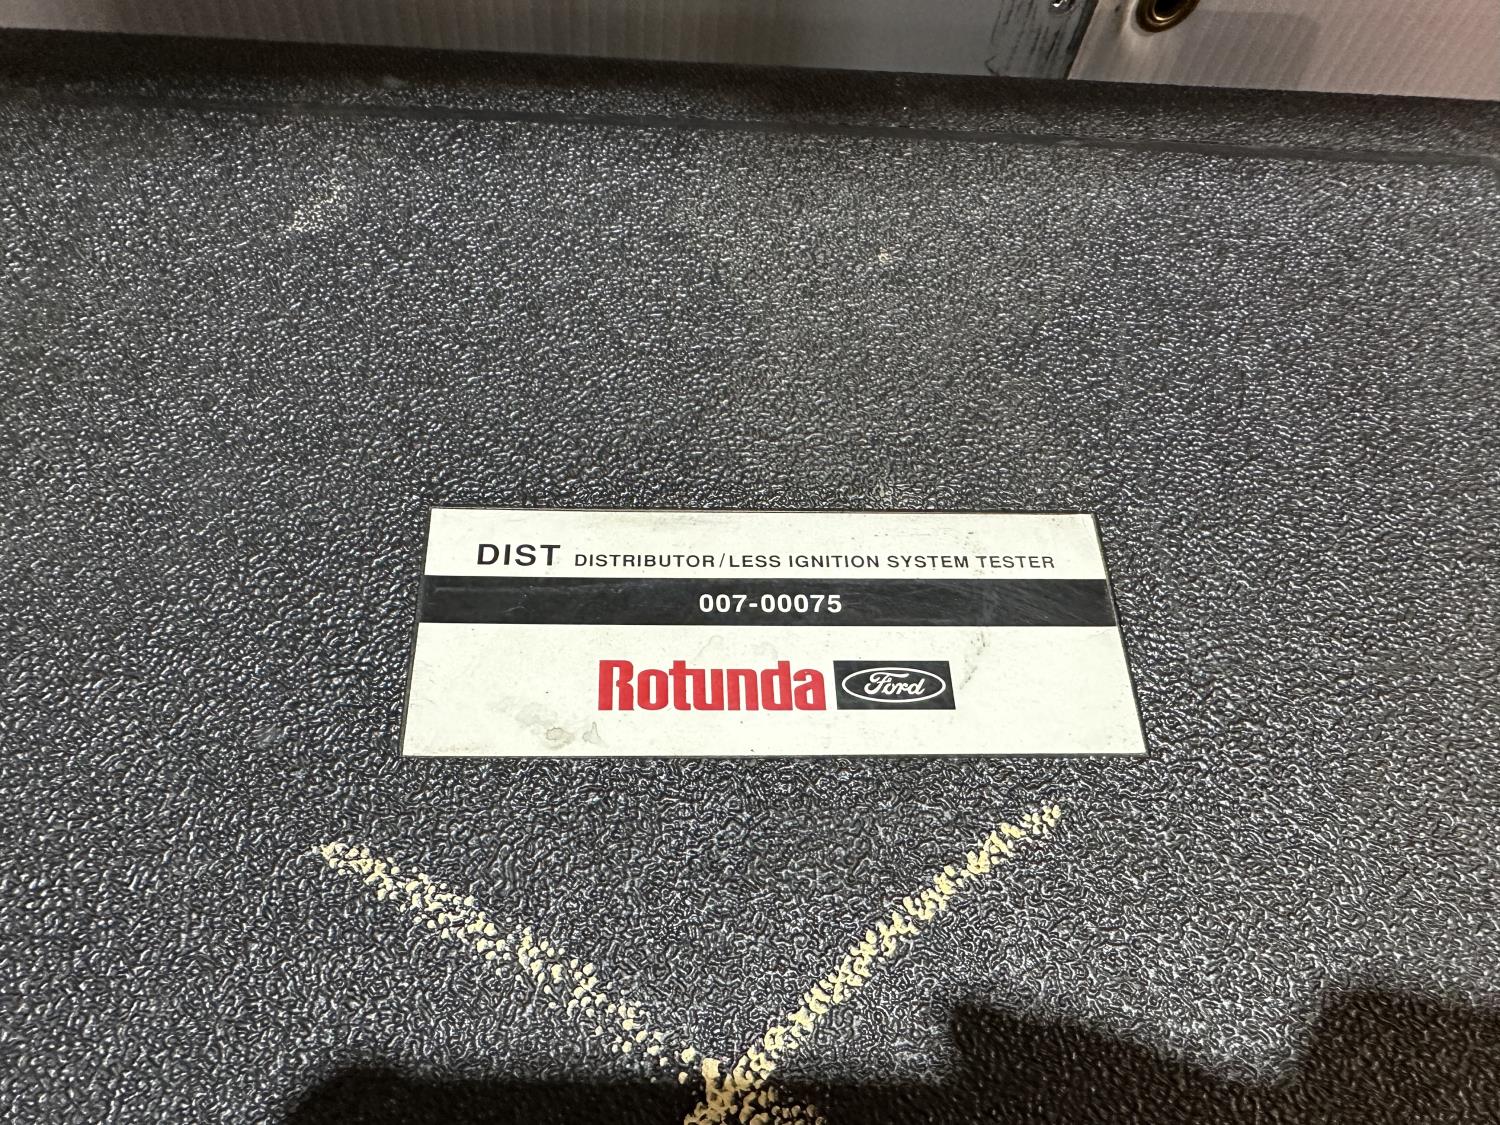 DIST DISTRIBUTOR/LESS IGNITION SYSTEM TESTER
007-00075
Rotunda Ford